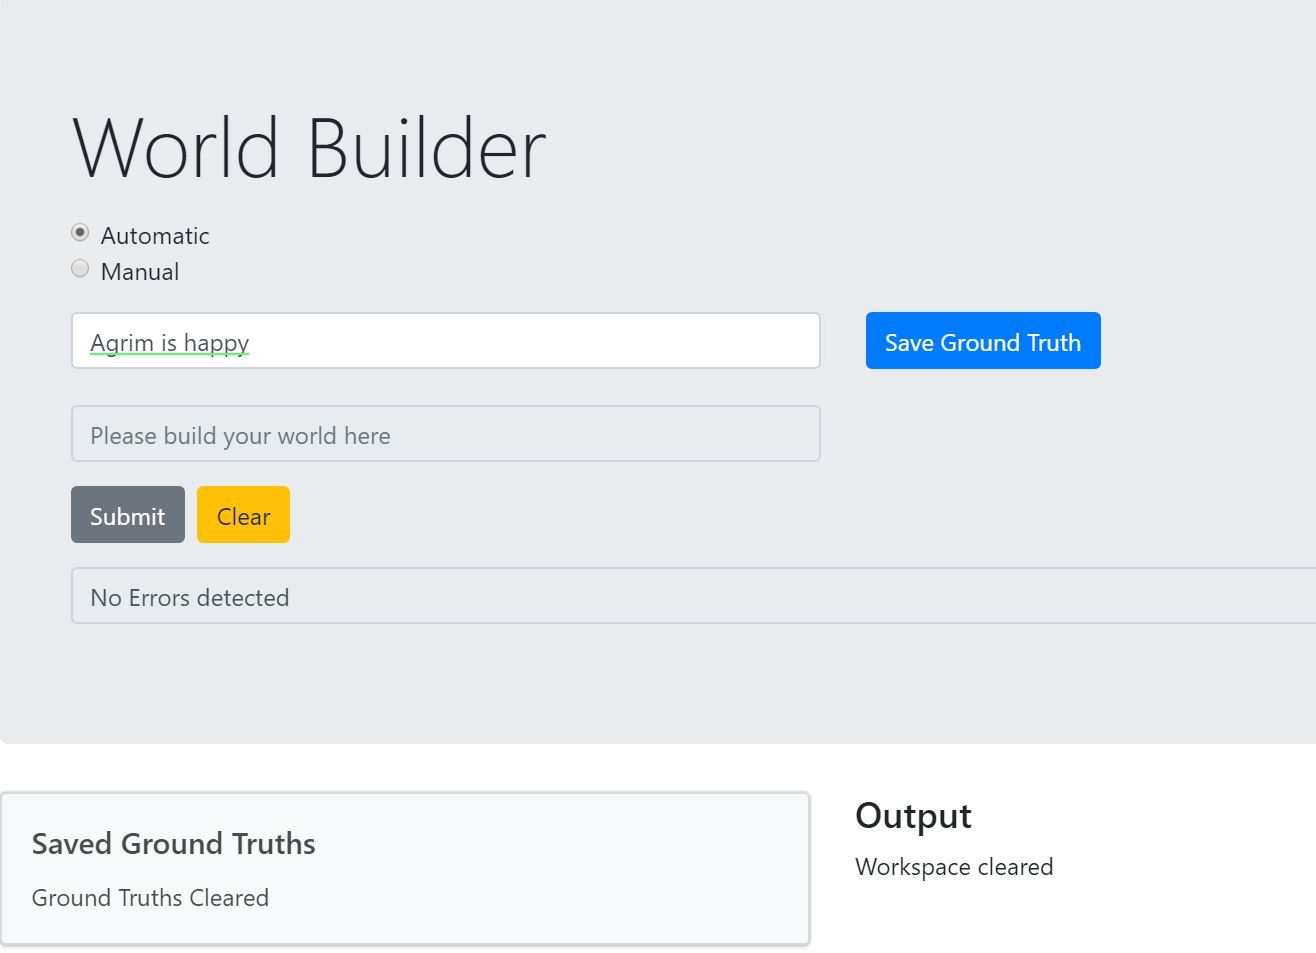 World Builder
Automatic
Manual
Agrim is happy
Save Ground Truth
Please build your world here
Submit
Clear
No Errors detected
Saved Ground Truths
Ground Truths Cleared
Output
Workspace cleared